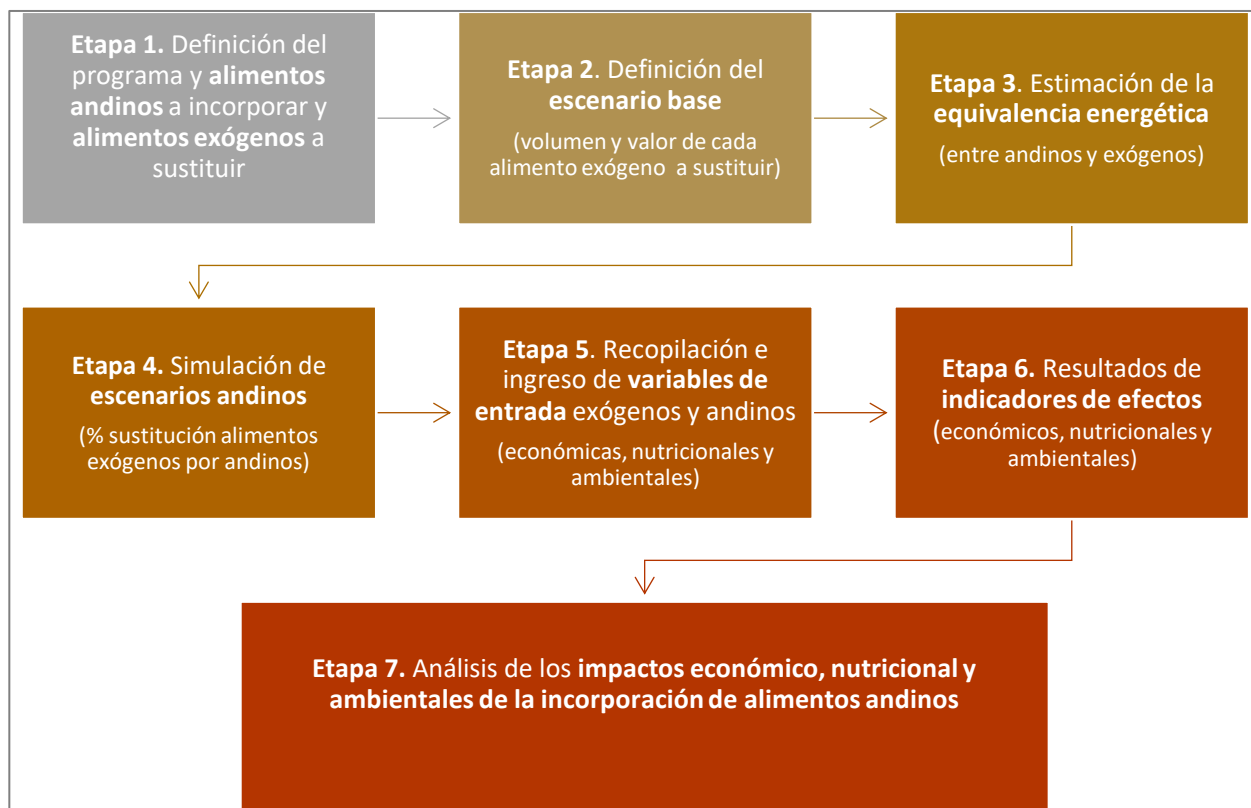 Etapa 1. Definición del
programa y alimentos
andinos a incorporar y
alimentos exógenos a
sustituir
Etapa 2. Definición del
escenario base
(volumen y valor de cada
alimento exógeno a sustituir)
Etapa 3. Estimación de la
equivalencia energética
(entre andinos y exógenos)
Etapa 4. Simulación de
escenarios andinos
(% sustitución alimentos
exógenos por andinos)
Etapa 5. Recopilación e
ingreso de variables de
entrada exógenos y andinos
(económicas, nutricionales y
ambientales)
Etapa 6. Resultados de
indicadores de efectos
(económicos, nutricionales y
ambientales)
Etapa 7. Análisis de los impactos económico, nutricional y
ambientales de la incorporación de alimentos andinos